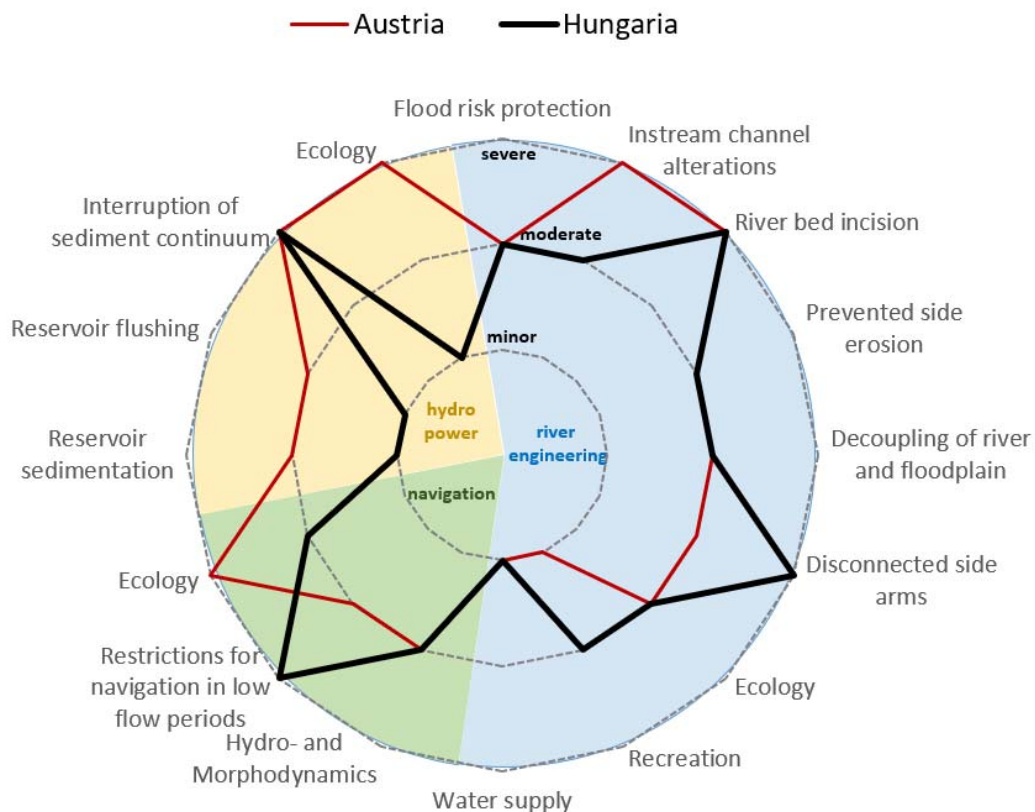 Austria
Hungaria
Flood risk protection
Instream channel
alterations
River bed incision
Prevented side
erosion
Decoupling of river
and floodplain
Disconnected side
arms
Ecology
Recreation
Water supply
Hydro- and
Morphodynamics
Restrictions for
navigation in low
flow periods
Ecology
Reservoir
sedimentation
Reservoir flushing
Interruption of
sediment continuum
Ecology
severe
moderate
minor
hydro
power
river
engineering
navigation